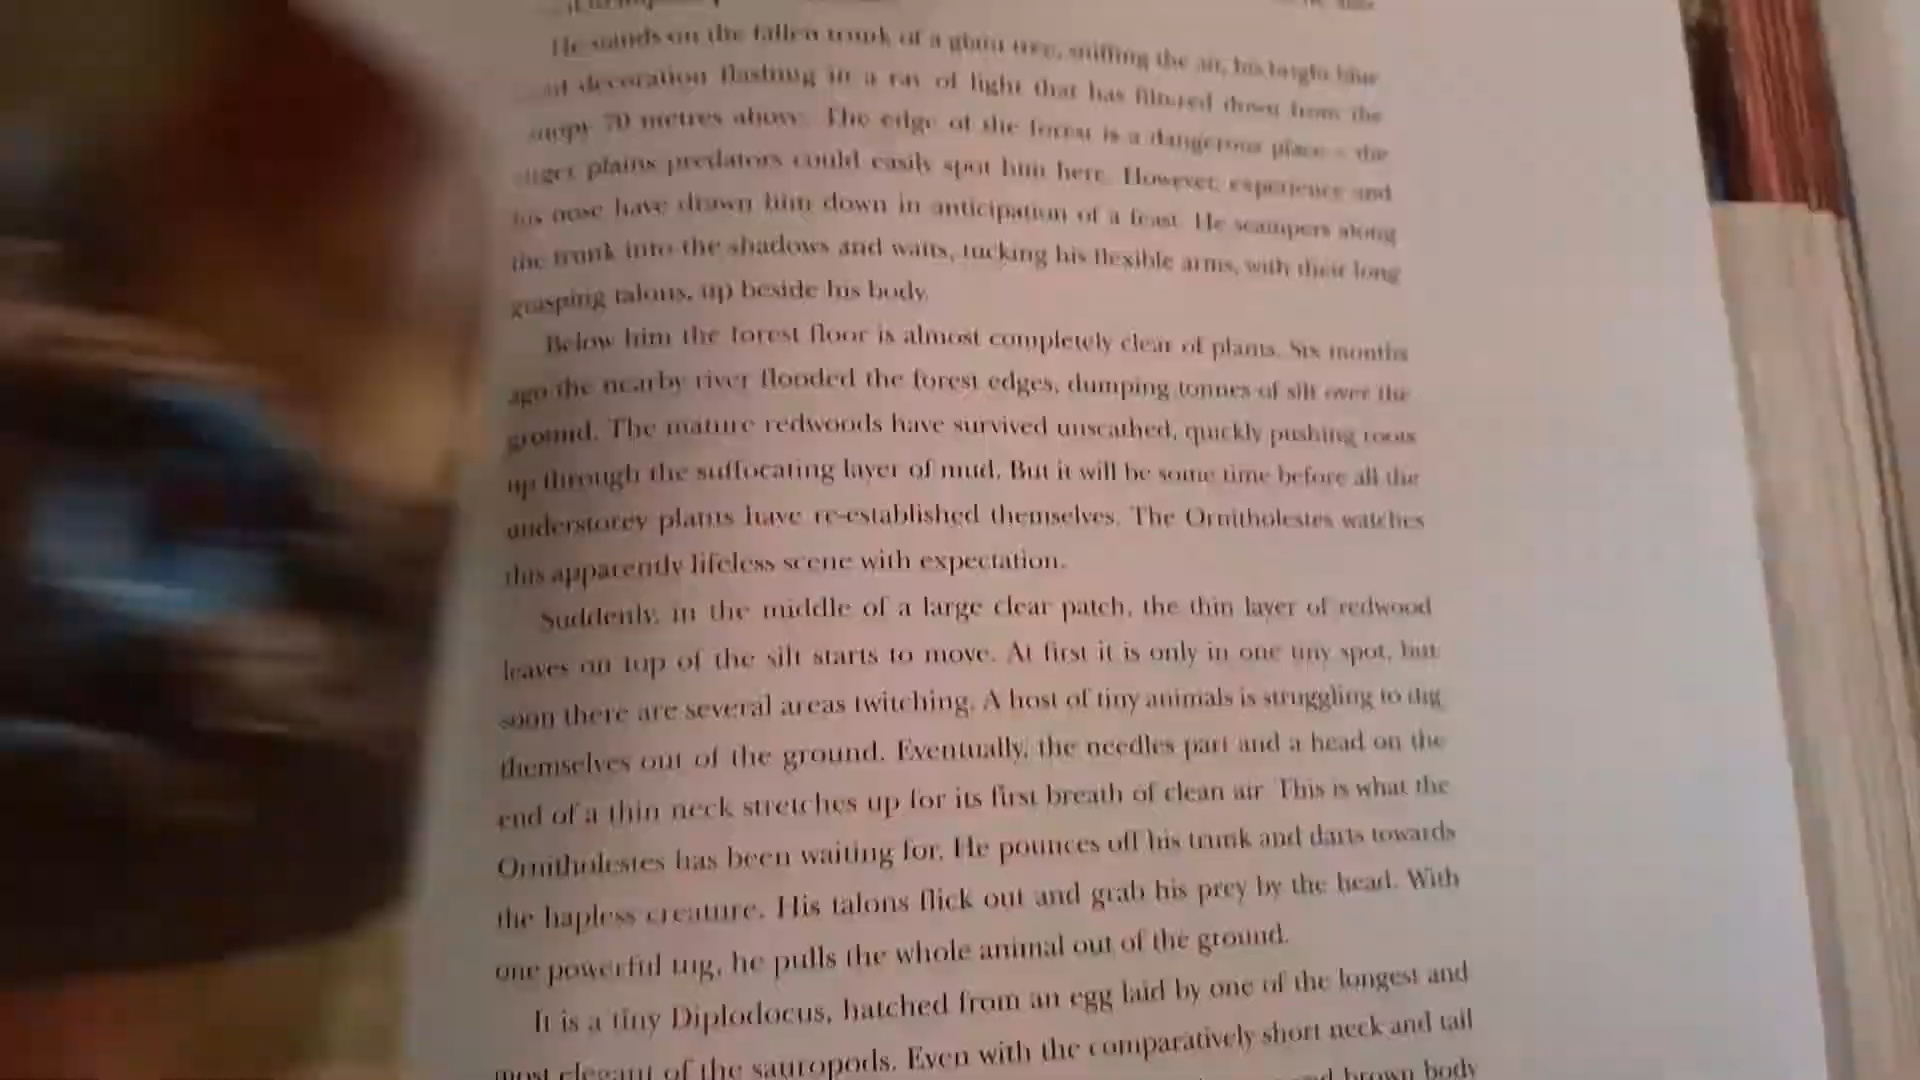 He stands on the fallen trunk of a giant tree, sniffing the air, his bright blue
decoration flashing in a ray of light that has filtered down from the
70 metres above. The edge of the forest is a dangerous place – the
plains predators could easily spot him here. However, experience and
his nose have drawn him down in anticipation of a feast. He scampers along
the trunk into the shadows and waits, tucking his flexible arms, with their long
grasping talons, up beside his body.
Below him the forest floor is almost completely clear of plants. Six months
ago the nearby river flooded the forest edges, dumping tonnes of silt over the
ground. The mature redwoods have survived unscathed, quickly pushing roots
up through the suffocating layer of mud. But it will be some time before all the
understorey plants have re-established themselves. The Ornitholestes watches
this apparently lifeless scene with expectation.
Suddenly, in the middle of a large clear patch, the thin layer of redwood
leaves on top of the silt starts to move. At first it is only in one tiny spot, but
soon there are several areas twitching. A host of tiny animals is struggling to dig
themselves out of the ground. Eventually, the needles part and a head on the
end of a thin neck stretches up for its first breath of clean air. This is what the
Ornitholestes has been waiting for. He pounces off his trunk and darts towards
the hapless creature. His talons flick out and grab his prey by the head. With
one powerful tug, he pulls the whole animal out of the ground.
It is a tiny Diplodocus, hatched from an egg laid by one of the longest and
most elegant of the sauropods. Even with the comparatively short neck and tail
brown body